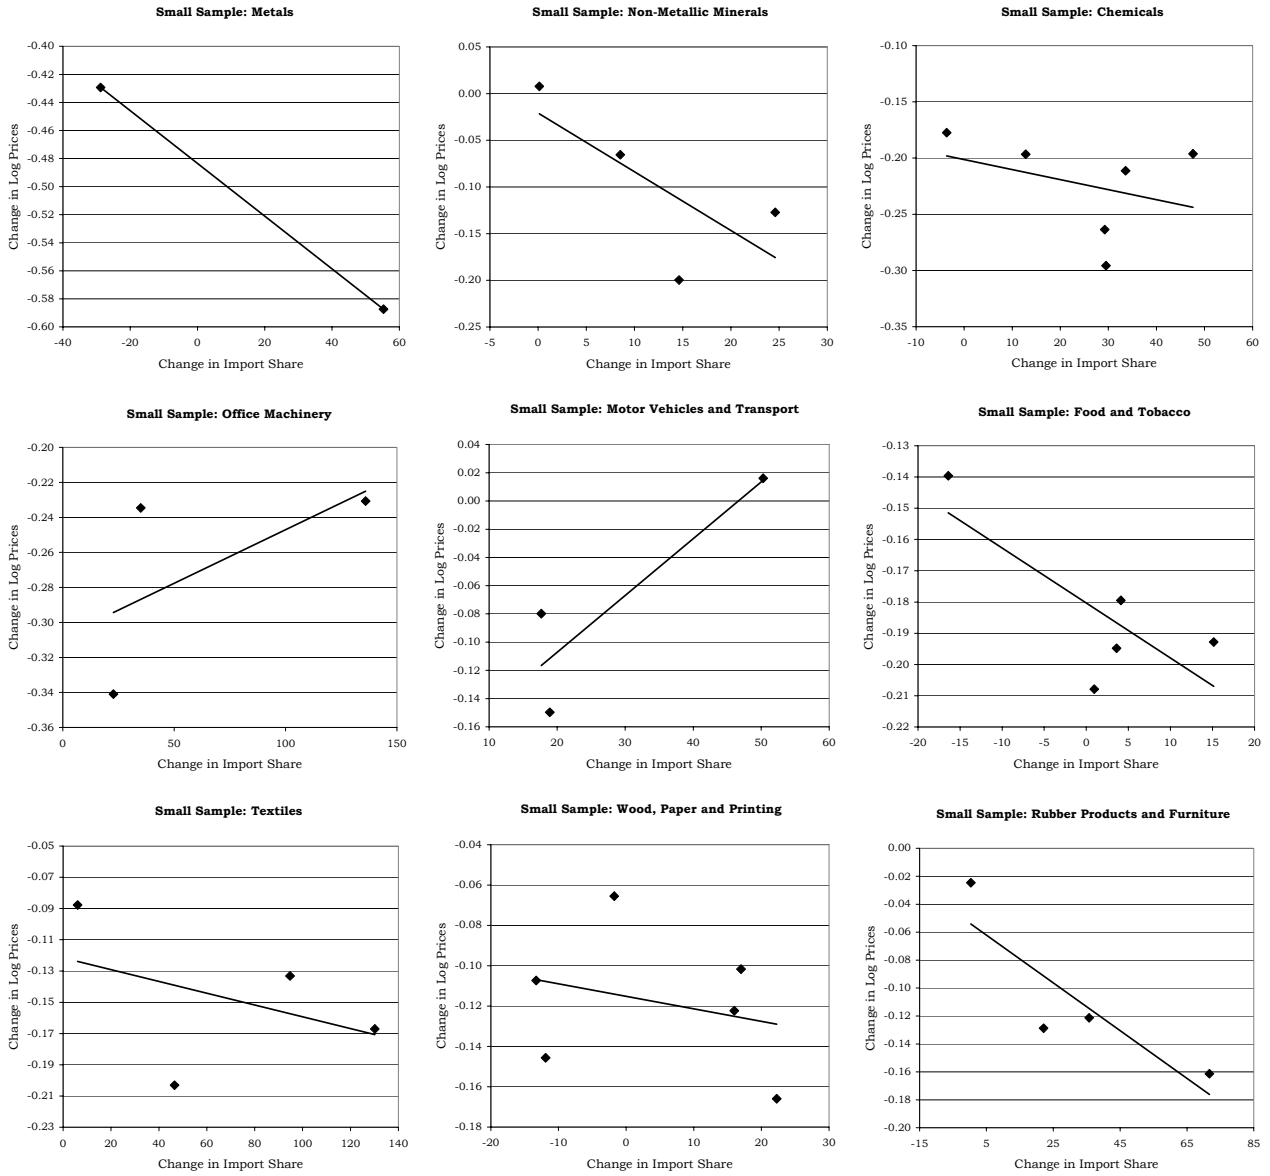 Small Sample: Metals
-0.40
-0.42
-0.44
-0.46
-0.48
-0.50
-0.52
-0.54
-0.56
-0.58
-0.60
-40 -20 0 20 40 60
Change in Log Prices
Change in Import Share
Small Sample: Non-Metallic Minerals
0.05
0.00
-0.05
-0.10
-0.15
-0.20
-0.25
-5 0 5 10 15 20 25 30
Change in Log Prices
Change in Import Share
Small Sample: Chemicals
-0.10
-0.15
-0.20
-0.25
-0.30
-0.35
-10 0 10 20 30 40 50 60
Change in Log Prices
Change in Import Share
Small Sample: Office Machinery
-0.20
-0.22
-0.24
-0.26
-0.28
-0.30
-0.32
-0.34
-0.36
0 50 100 150
Change in Log Prices
Change in Import Share
Small Sample: Motor Vehicles and Transport
0.04
0.02
0.00
-0.02
-0.04
-0.06
-0.08
-0.10
-0.12
-0.14
-0.16
10 20 30 40 50 60
Change in Log Prices
Change in Import Share
Small Sample: Food and Tobacco
-0.13
-0.14
-0.15
-0.16
-0.17
-0.18
-0.19
-0.20
-0.21
-0.22
-20 -15 -10 -5 0 5 10 15 20
Change in Log Prices
Change in Import Share
Small Sample: Textiles
-0.05
-0.07
-0.09
-0.11
-0.13
-0.15
-0.17
-0.19
-0.21
-0.23
0 20 40 60 80 100 120 140
Change in Log Prices
Change in Import Share
Small Sample: Wood, Paper and Printing
-0.04
-0.06
-0.08
-0.10
-0.12
-0.14
-0.16
-0.18
-20 -10 0 10 20 30
Change in Log Prices
Change in Import Share
Small Sample: Rubber Products and Furniture
0.00
-0.02
-0.04
-0.06
-0.08
-0.10
-0.12
-0.14
-0.16
-0.18
-0.20
-15 5 25 45 65 85
Change in Log Prices
Change in Import Share